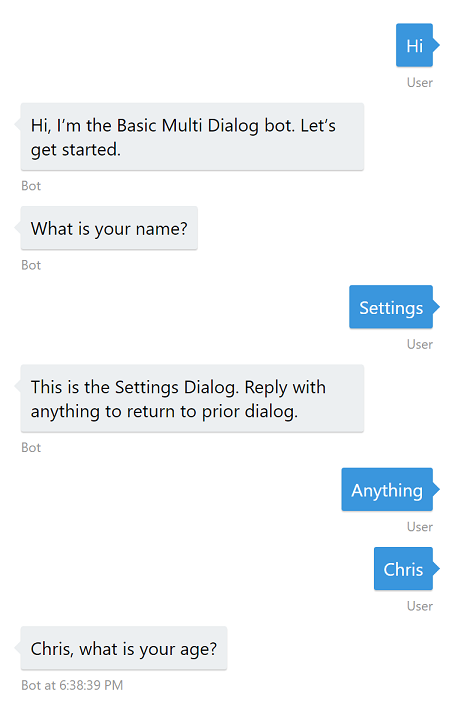 Hi
User
Hi, I’m the Basic Multi Dialog bot. Let’s
get started.
Bot
What is your name?
Bot
Settings
User
This is the Settings Dialog. Reply with
anything to return to prior dialog.
Bot
Anything
User
Chris
User
Chris, what is your age?
Bot at 6:38:39 PM